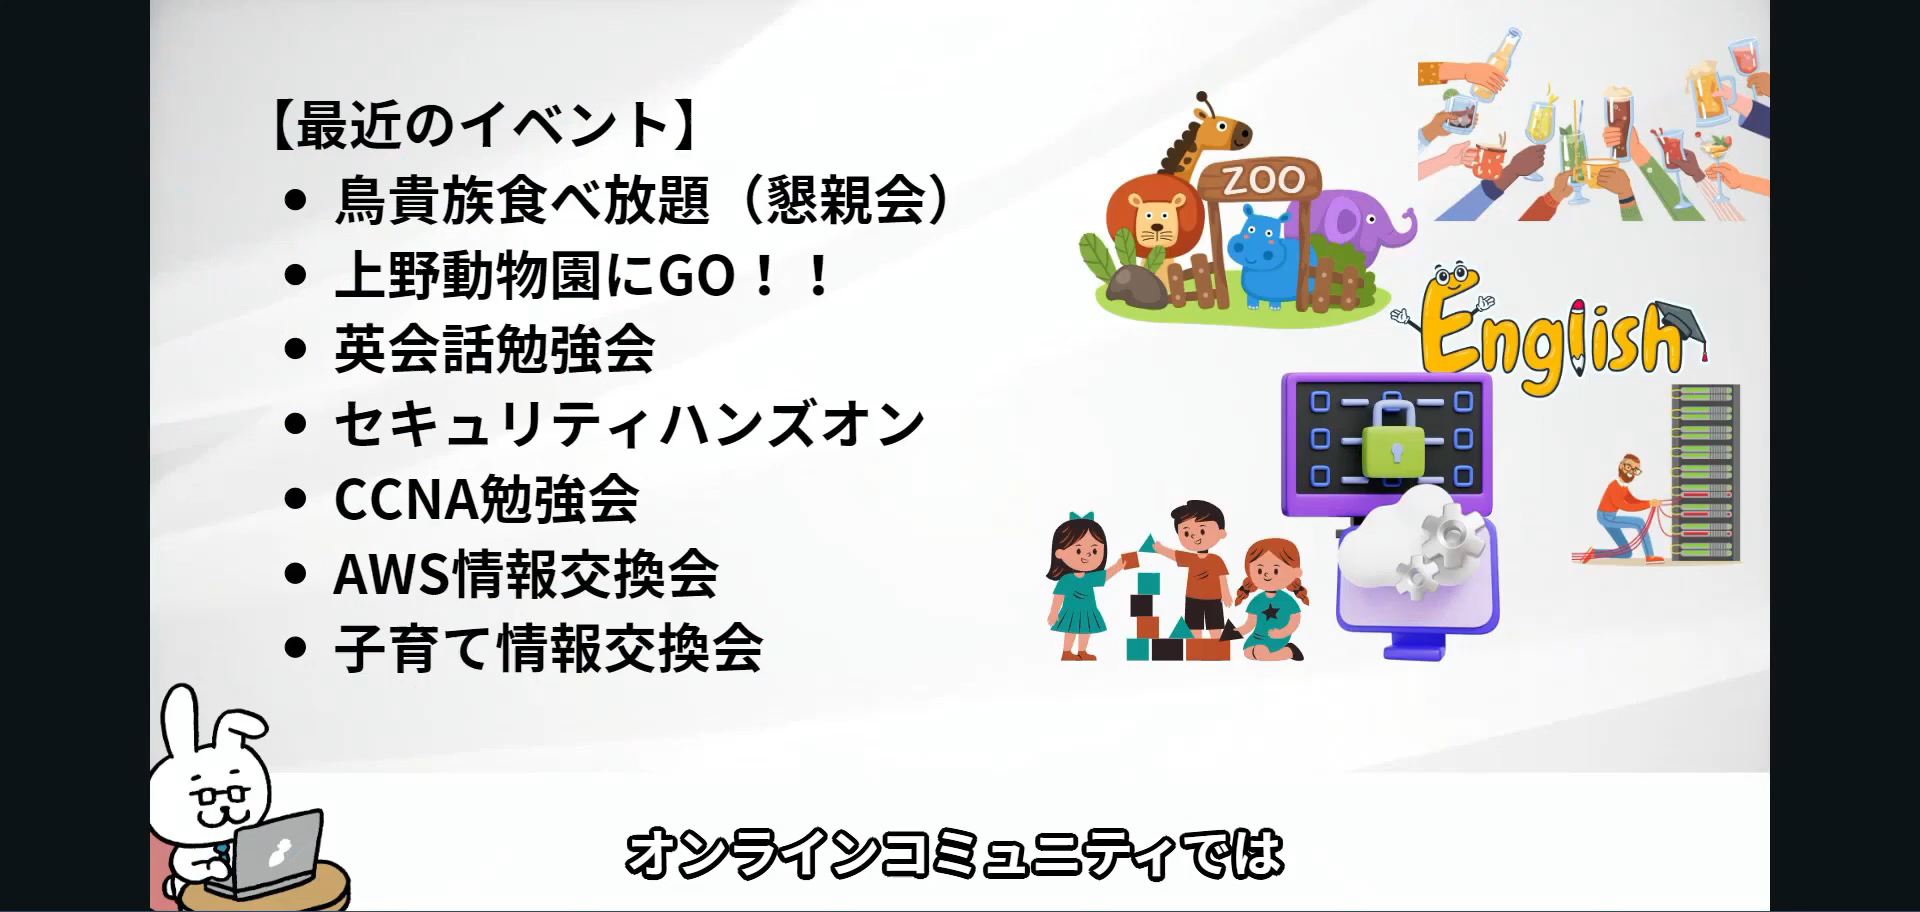 【最近のイベント】
• 鳥貴族食べ放題（懇親会）
• 上野動物園にGO！！
• 英会話勉強会
• セキュリティハンズオン
• CCNA勉強会
• AWS情報交換会
• 子育て情報交換会
ZOO
English
オンラインコミュニティでは